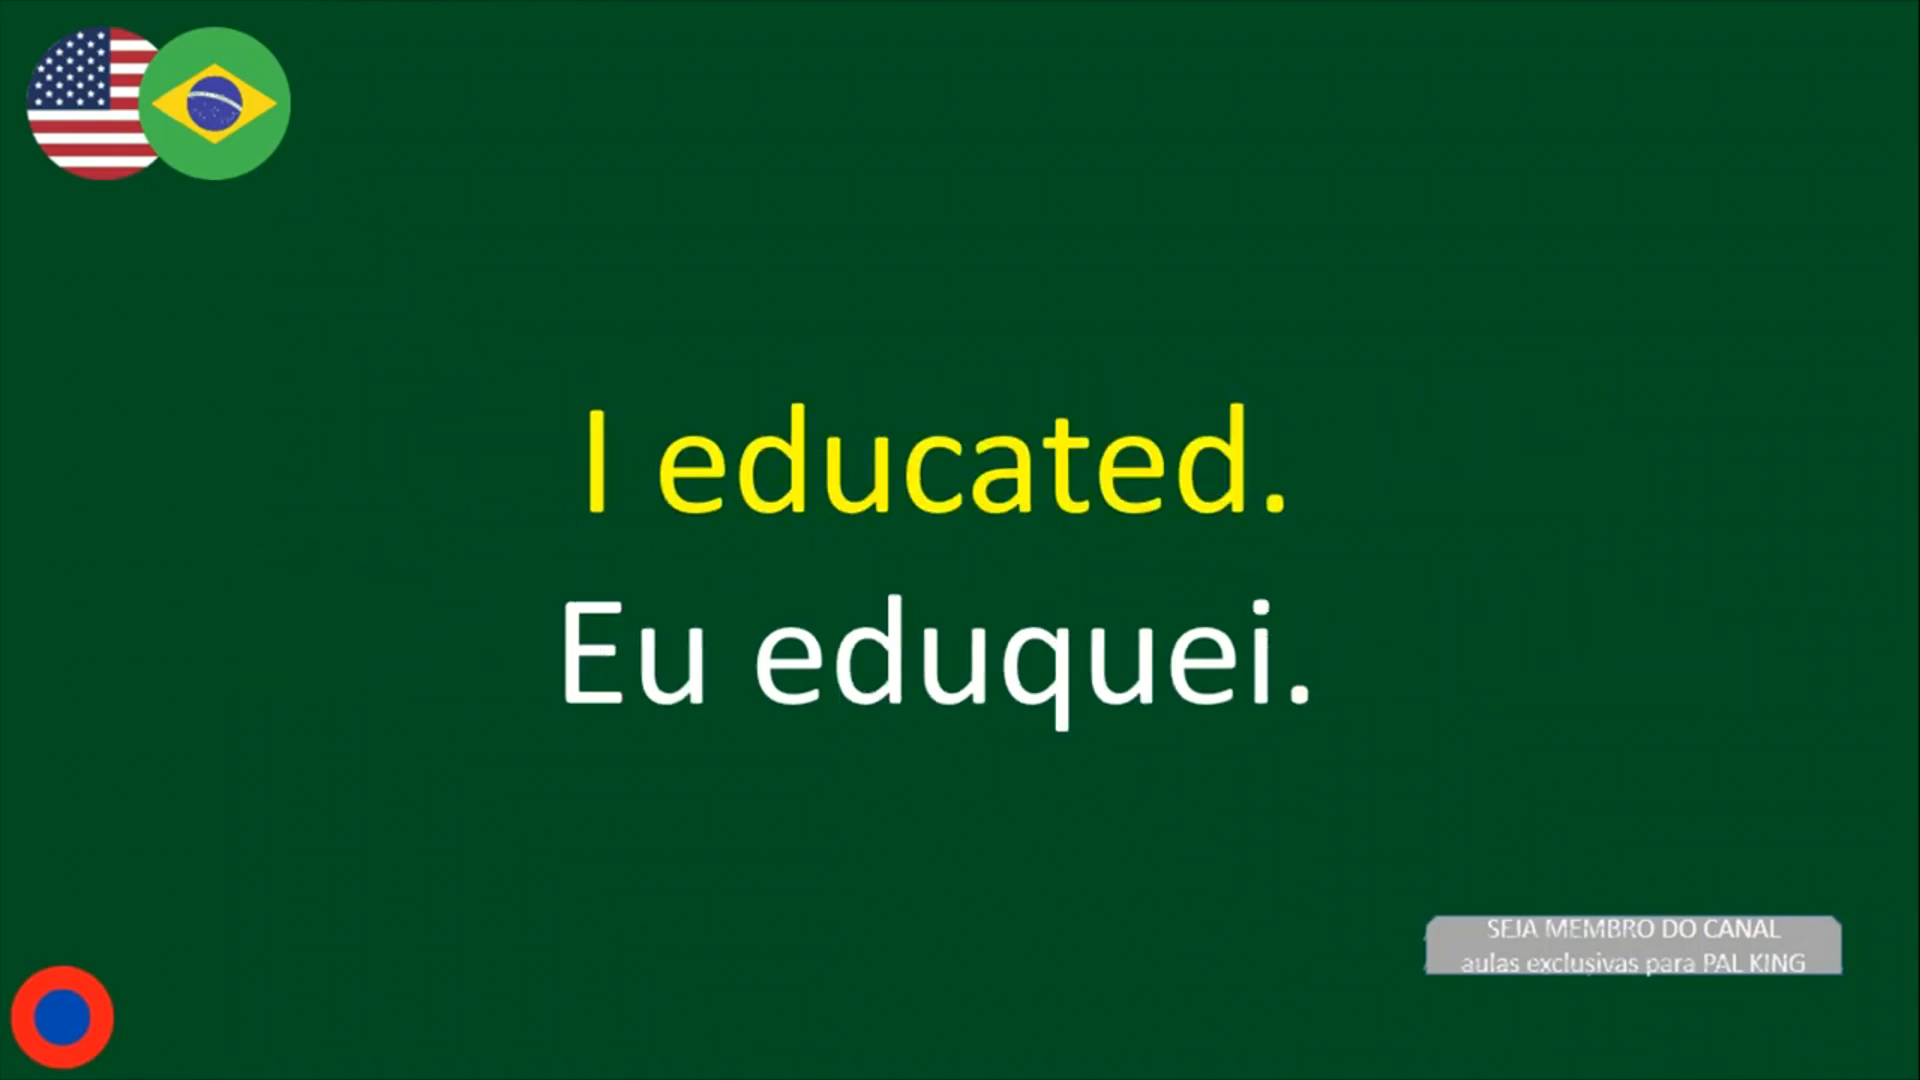 I educated.
Eu eduquei.
SEJA MEMBRO DO CANAL
aulas exclusivas para PAL KING